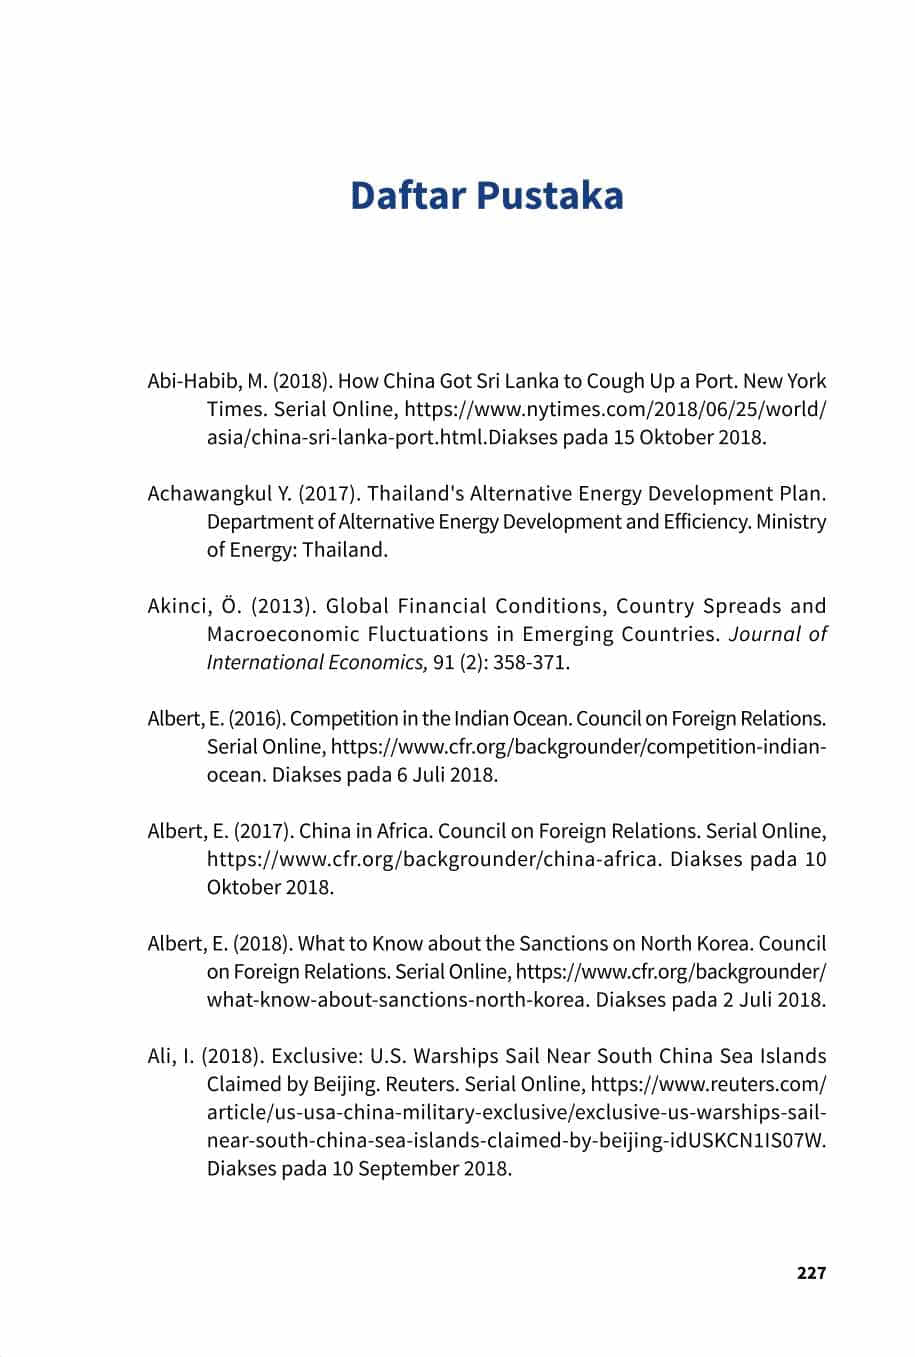 Daftar Pustaka
Abi-Habib, M. (2018). How China Got Sri Lanka to Cough Up a Port. New York
Times. Serial Online, https://www.nytimes.com/2018/06/25/world/
asia/china-sri-lanka-port.html.Diakses pada 15 Oktober 2018.
Achawangkul Y. (2017). Thailand's Alternative Energy Development Plan.
Department of Alternative Energy Development and Efficiency. Ministry
of Energy: Thailand.
Akinci, Ö. (2013). Global Financial Conditions, Country Spreads and
Macroeconomic Fluctuations in Emerging Countries. Journal of
International Economics, 91 (2): 358-371.
Albert, E. (2016). Competition in the Indian Ocean. Council on Foreign Relations.
Serial Online, https://www.cfr.org/backgrounder/competition-indian-
ocean. Diakses pada 6 Juli 2018.
Albert, E. (2017). China in Africa. Council on Foreign Relations. Serial Online,
https://www.cfr.org/backgrounder/china-africa. Diakses pada 10
Oktober 2018.
Albert, E. (2018). What to Know about the Sanctions on North Korea. Council
on Foreign Relations. Serial Online, https://www.cfr.org/backgrounder/
what-know-about-sanctions-north-korea. Diakses pada 2 Juli 2018.
Ali, I. (2018). Exclusive: U.S. Warships Sail Near South China Sea Islands
Claimed by Beijing. Reuters. Serial Online, https://www.reuters.com/
article/us-usa-china-military-exclusive/exclusive-us-warships-sail-
near-south-china-sea-islands-claimed-by-beijing-idUSKCN1IS07W.
Diakses pada 10 September 2018.
227